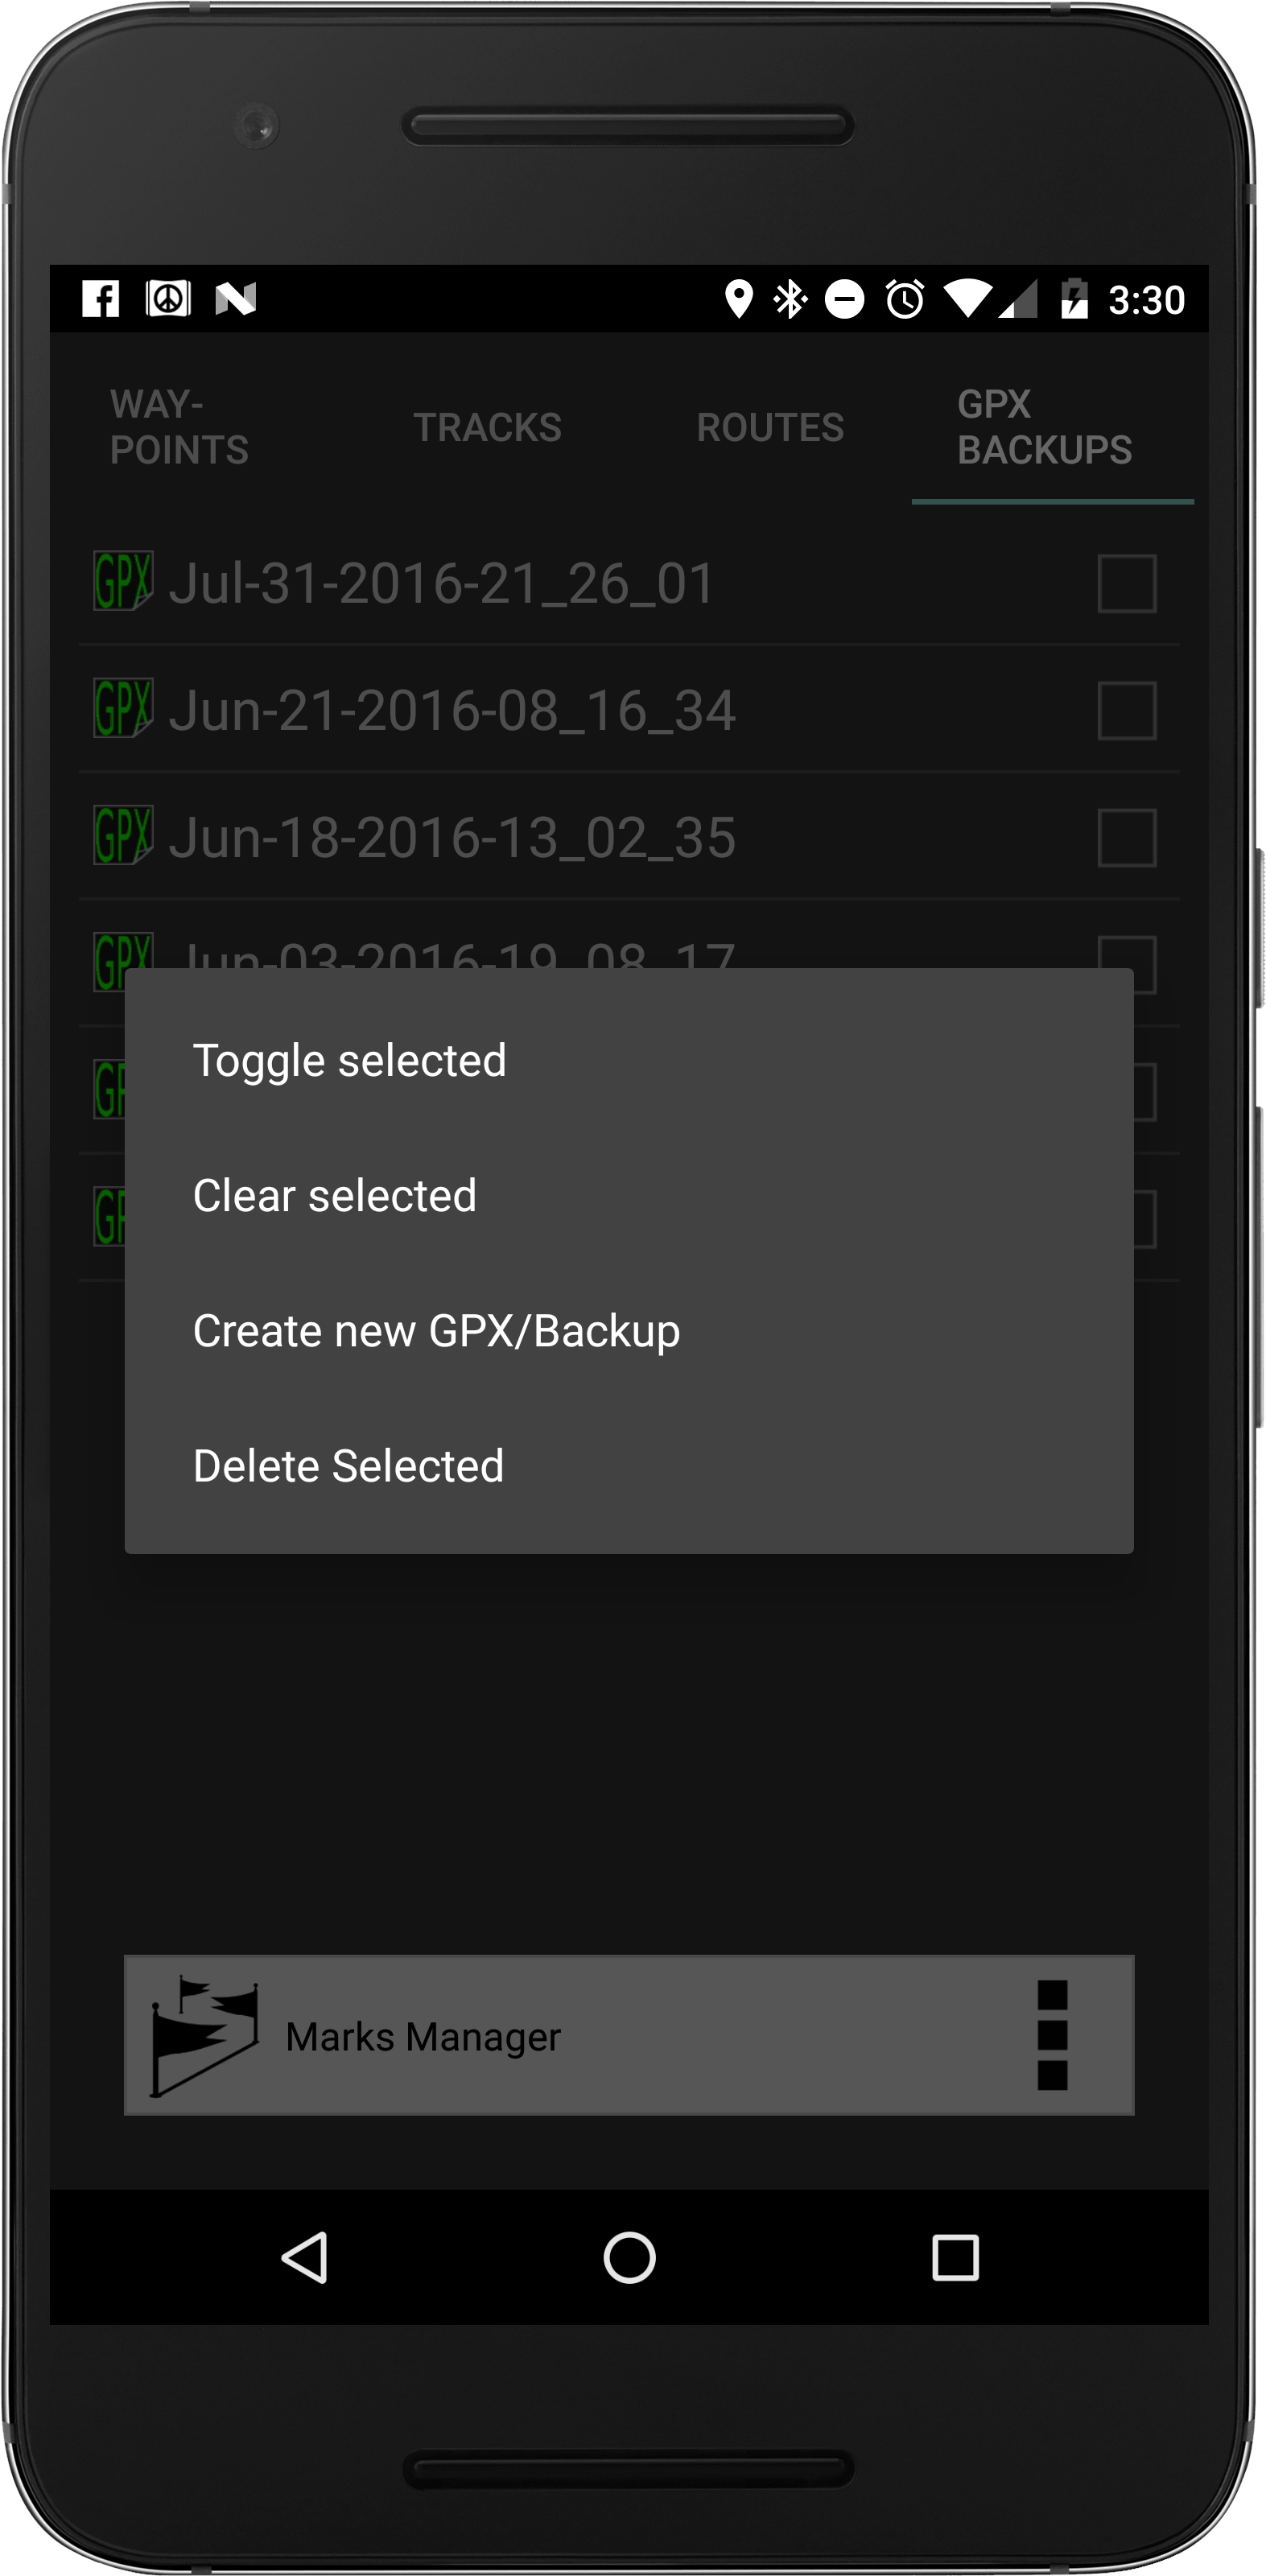 3:30
WAY-
POINTS
TRACKS
ROUTES
GPX
BACKUPS
GPX Jul-31-2016-21_26_01
GPX Jun-21-2016-08_16_34
GPX Jun-18-2016-13_02_35
GPX Jun-03-2016-19_08_17
Toggle selected
Clear selected
Create new GPX/Backup
Delete Selected
Marks Manager